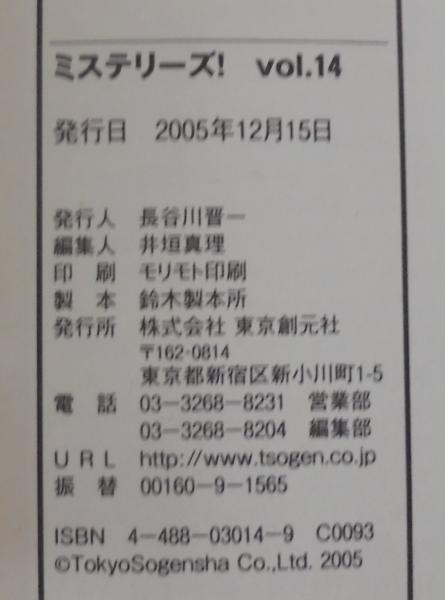 ミステリーズ! vol.14
発行日 2005年12月15日
発行人 長谷川晋一
編集人 井垣真理
印 刷 モリモト印刷
製 本 鈴木製本所
発行所 株式会社 東京創元社
〒162-0814
東京都新宿区新小川町1-5
電 話 03-3268-8231 営業部
03-3268-8204 編集部
URL http://www.tsogen.co.jp
振 替 00160-9-1565
ISBN 4-488-03014-9 C0093
©TokyoSogensha Co.,Ltd. 2005